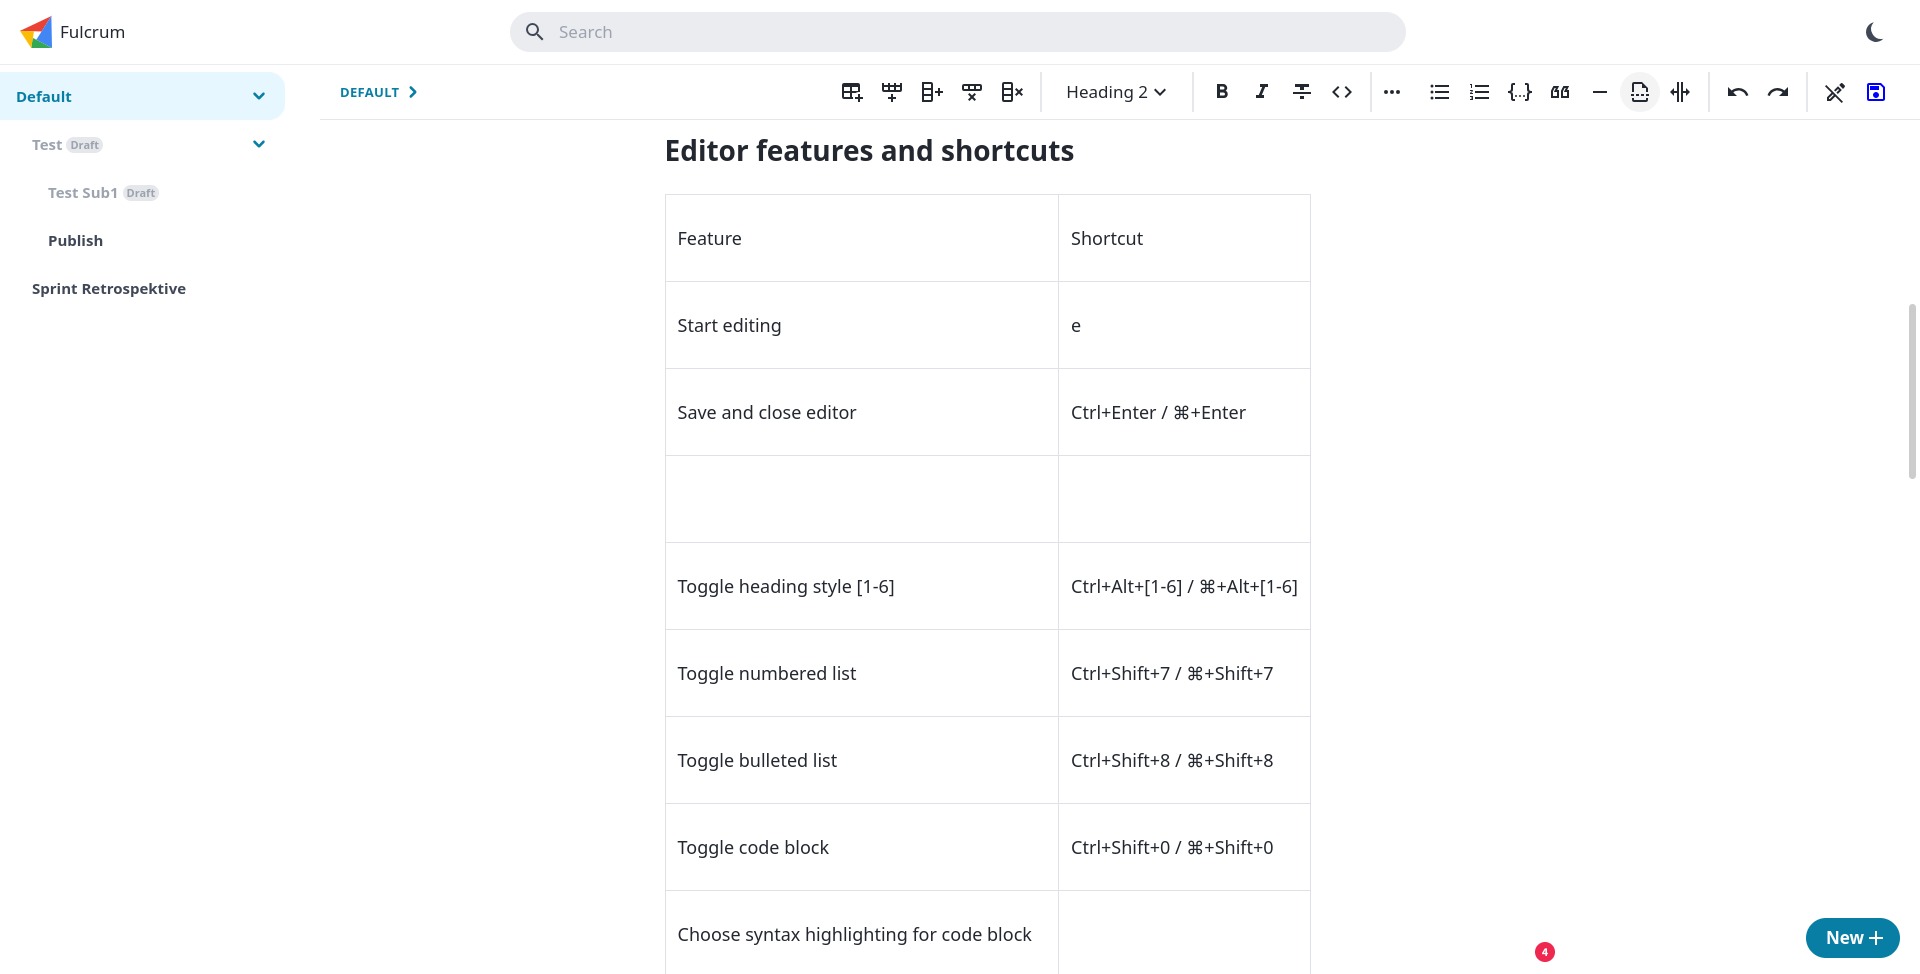 Fulcrum
Search
Default
Test Draft
Test Sub1 Draft
Publish
Sprint Retrospektive
DEFAULT
Heading 2
Editor features and shortcuts
Feature Shortcut
Start editing e
Save and close editor Ctrl+Enter / ⌘+Enter
Toggle heading style [1-6] Ctrl+Alt+[1-6] / ⌘+Alt+[1-6]
Toggle numbered list Ctrl+Shift+7 / ⌘+Shift+7
Toggle bulleted list Ctrl+Shift+8 / ⌘+Shift+8
Toggle code block Ctrl+Shift+0 / ⌘+Shift+0
Choose syntax highlighting for code block
New
4